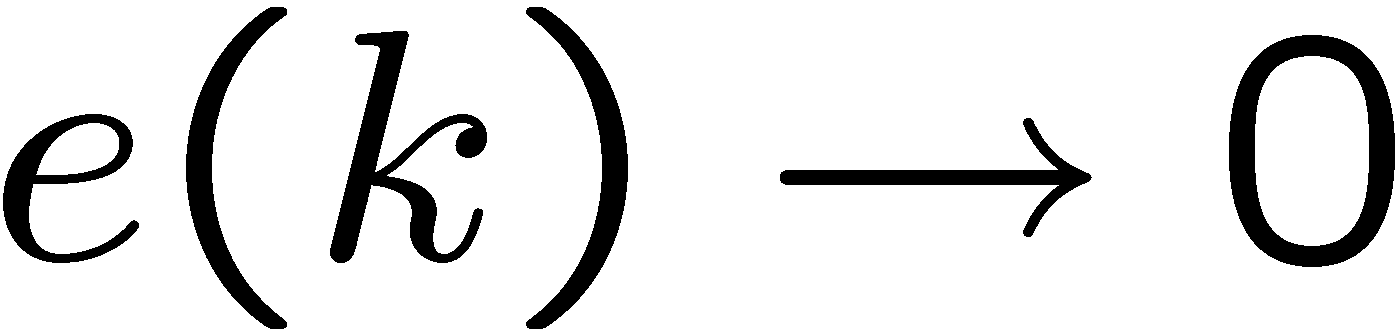 e(k) → 0